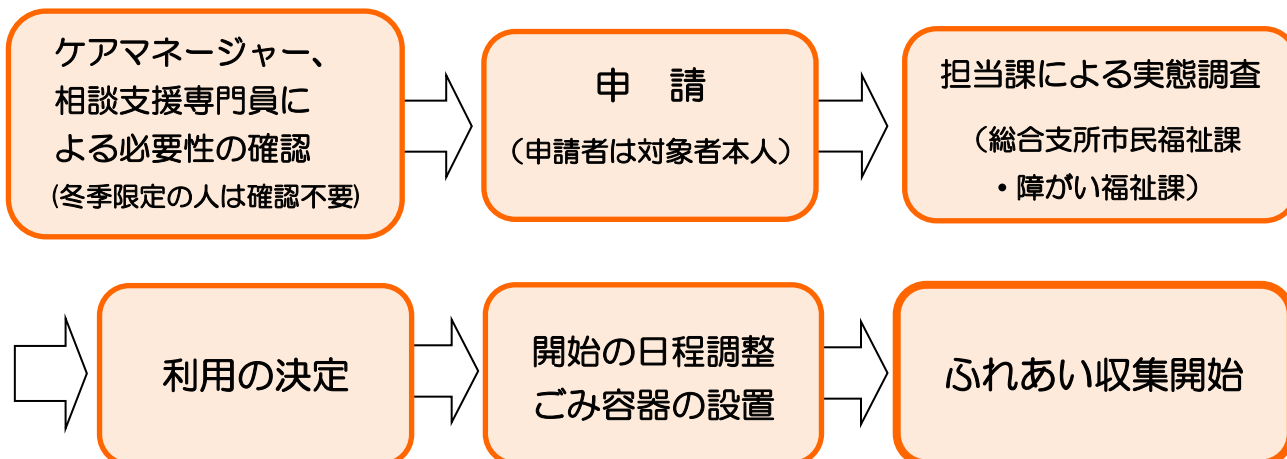 ケアマネージャー、
相談支援専門員に
よる必要性の確認
(冬季限定の人は確認不要)
申　請
（申請者は対象者本人）
担当課による実態調査
（総合支所市民福祉課
・障がい福祉課）
利用の決定
開始の日程調整
ごみ容器の設置
ふれあい収集開始